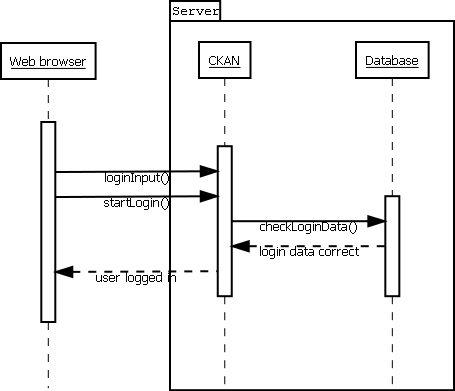 Server
Web browser
CKAN
Database
loginInput()
startLogin()
checkLoginData()
login data correct
user logged in